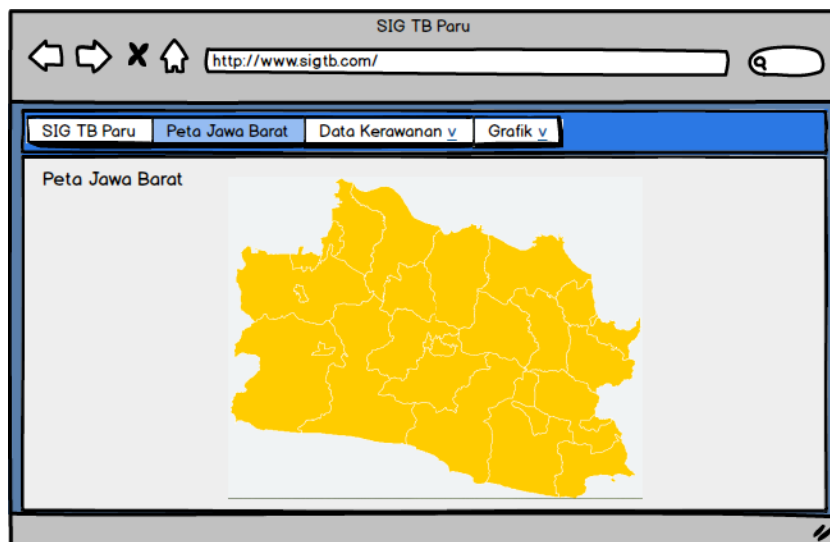 SIG TB Paru
http://www.sigtb.com/
SIG TB Paru Peta Jawa Barat Data Kerawanan v Grafik v
Peta Jawa Barat